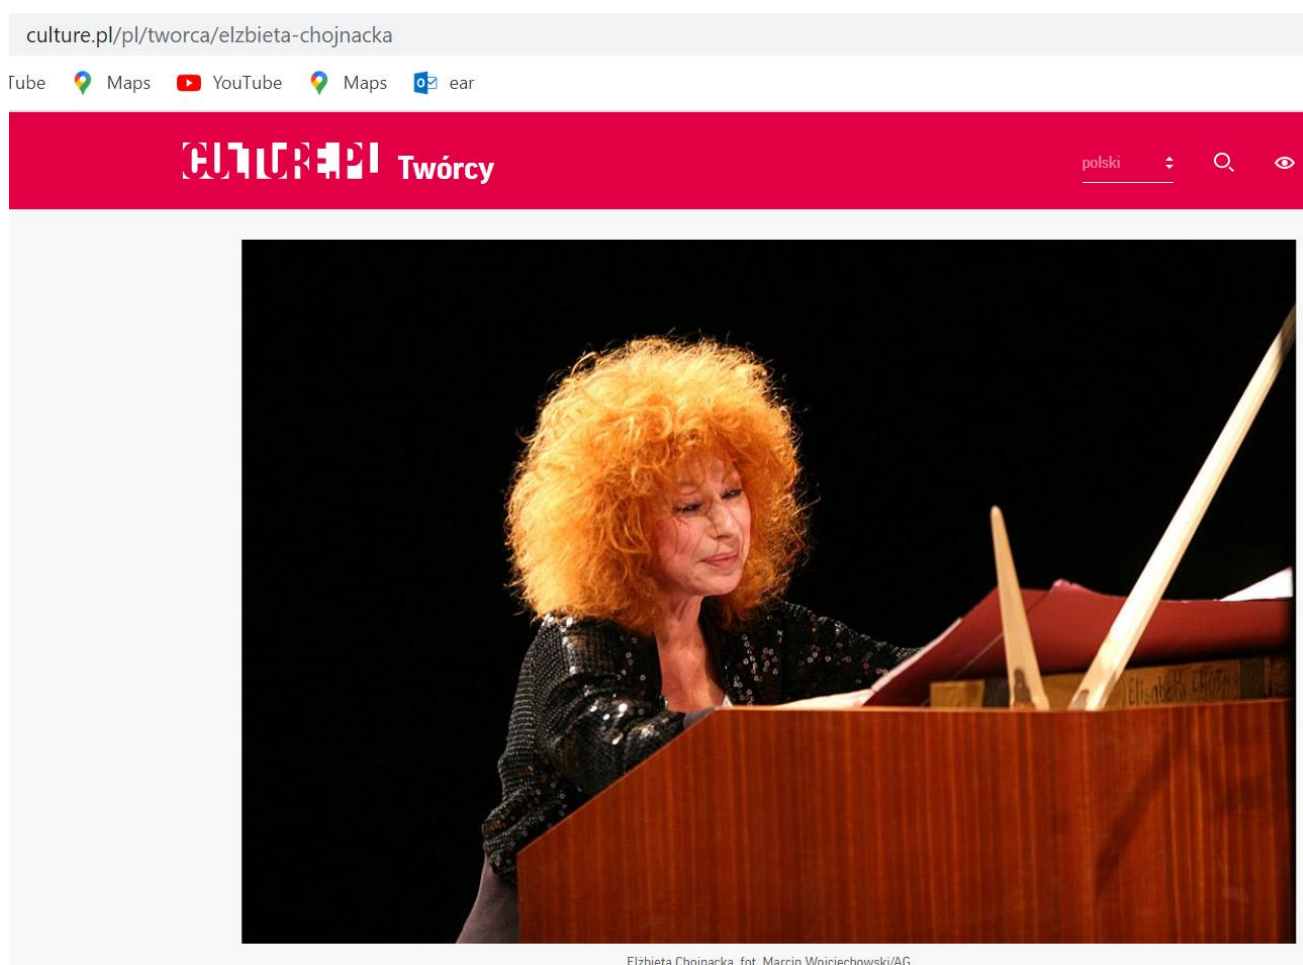 culture.pl/pl/tworca/elzbieta-chojnacka
Tube Maps YouTube Maps ear
CULTURE.PL Twórcy polski
Elisabeth
Elżbieta Chojnacka, fot. Marcin Wojciechowski/AG